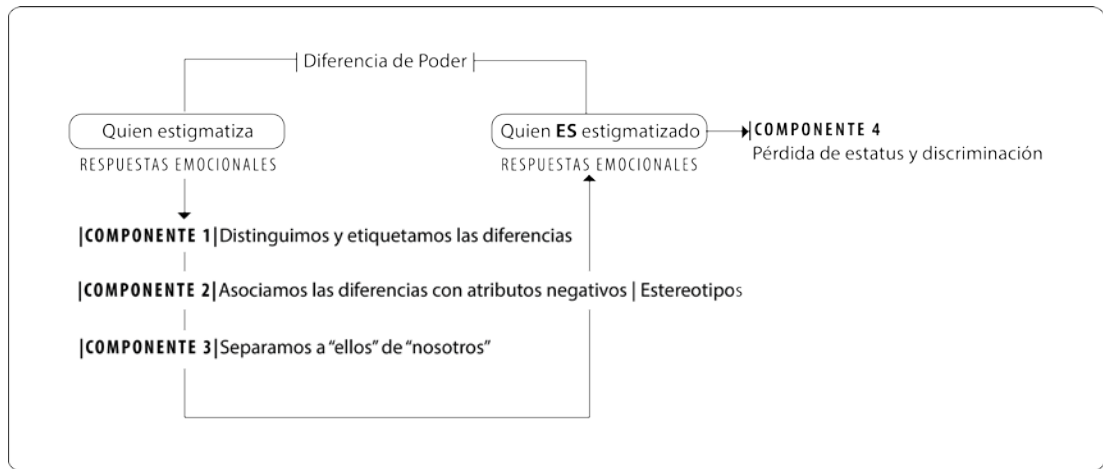 |Diferencia de Poder|
Quien estigmatiza
RESPUESTAS EMOCIONALES
Quien ES estigmatizado
RESPUESTAS EMOCIONALES
|COMPONENTE 4
Pérdida de estatus y discriminación
|COMPONENTE 1|Distinguimos y etiquetamos las diferencias
|COMPONENTE 2|Asociamos las diferencias con atributos negativos | Estereotipos
|COMPONENTE 3|Separamos a “ellos” de “nosotros”